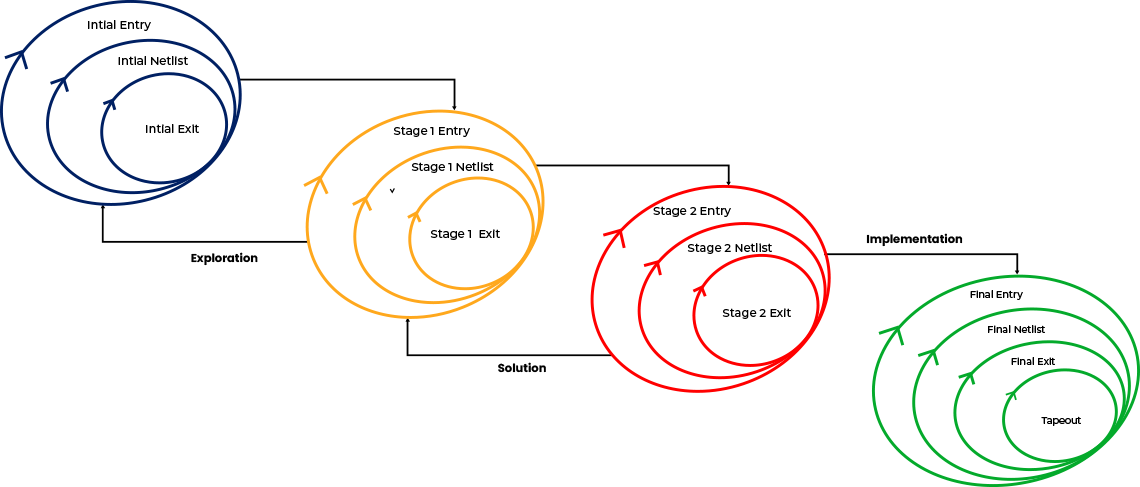 Intial Entry
Intial Netlist
Intial Exit
Exploration
Stage 1 Entry
Stage 1 Netlist
Stage 1 Exit
Solution
Stage 2 Entry
Stage 2 Netlist
Stage 2 Exit
Implementation
Final Entry
Final Netlist
Final Exit
Tapeout